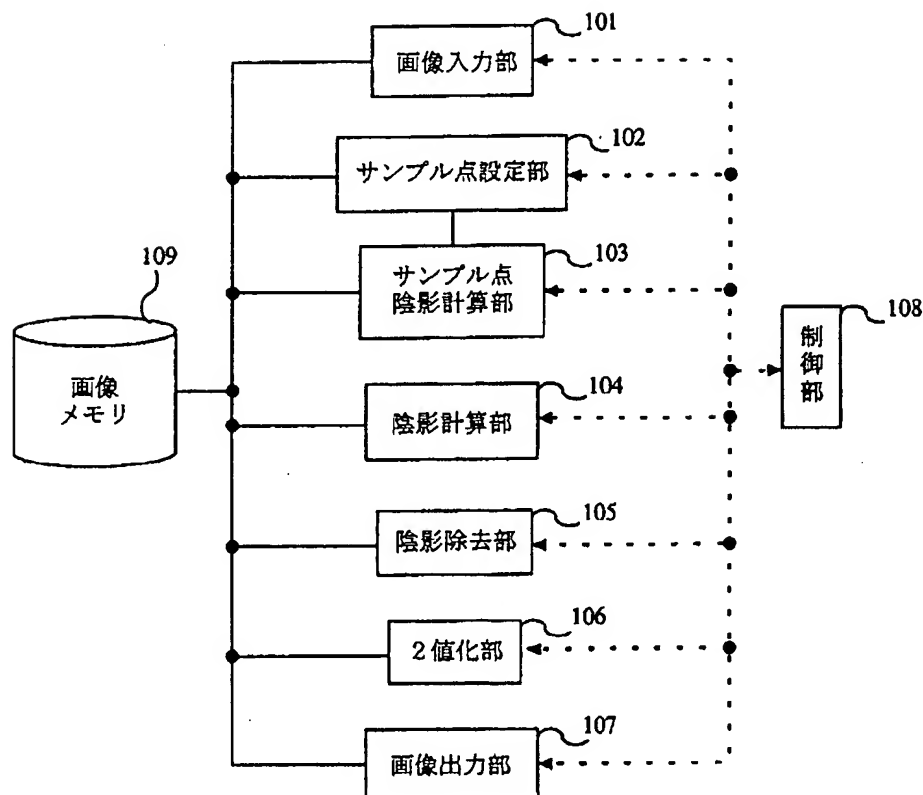 101
画像入力部
102
サンプル点設定部
103
サンプル点
陰影計算部
109
画像
メモリ
108
制御部
104
陰影計算部
105
陰影除去部
106
2値化部
107
画像出力部